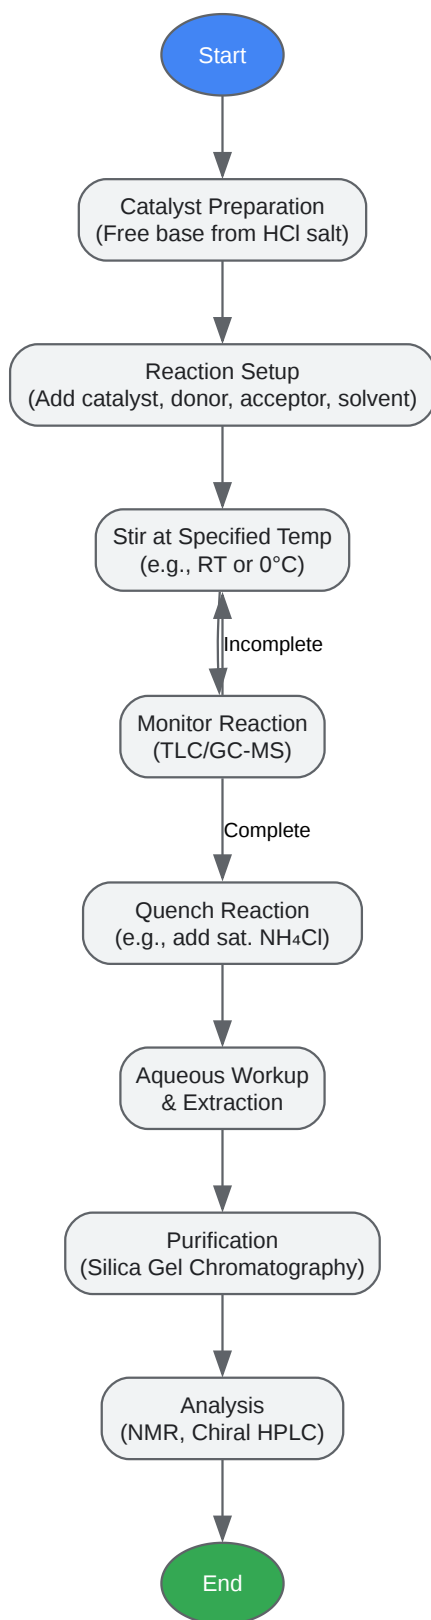 Start
Catalyst Preparation
(Free base from HCl salt)
Reaction Setup
(Add catalyst, donor, acceptor, solvent)
Stir at Specified Temp
(e.g., RT or 0°C)
Incomplete
Monitor Reaction
(TLC/GC-MS)
Complete
Quench Reaction
(e.g., add sat. NH₄Cl)
Aqueous Workup
& Extraction
Purification
(Silica Gel Chromatography)
Analysis
(NMR, Chiral HPLC)
End